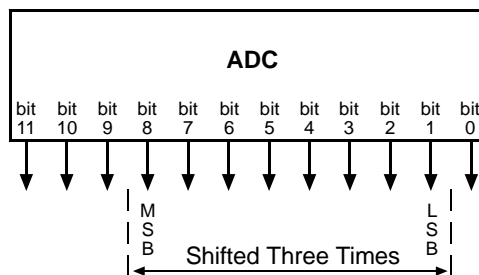 ADC
bit bit bit bit bit bit bit bit bit bit bit bit
11 10 9 8 7 6 5 4 3 2 1 0
MSB
LSB
Shifted Three Times